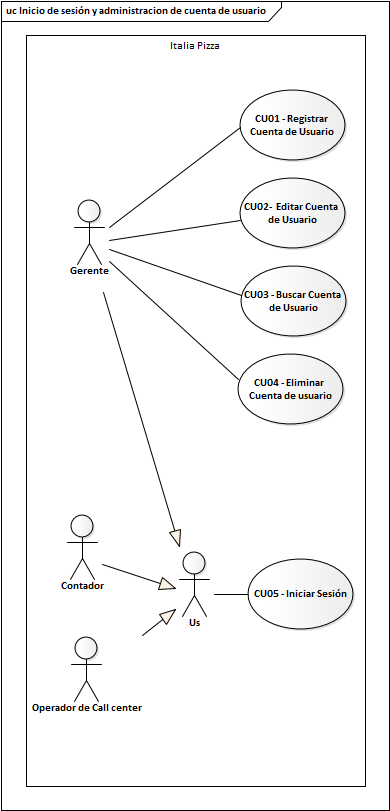 uc Inicio de sesión y administracion de cuenta de usuario
Italia Pizza
CU01 - Registrar
Cuenta de Usuario
CU02- Editar Cuenta
de Usuario
Gerente
CU03 - Buscar Cuenta
de Usuario
CU04 - Eliminar
Cuenta de usuario
Contador
CU05 - Iniciar Sesión
Us
Operador de Call center